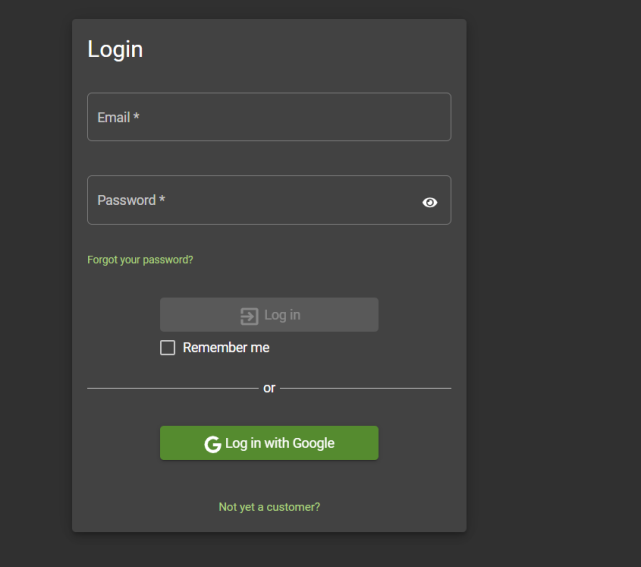 Login
Email *
Password *
Forgot your password?
Log in
Remember me
or
Log in with Google
Not yet a customer?